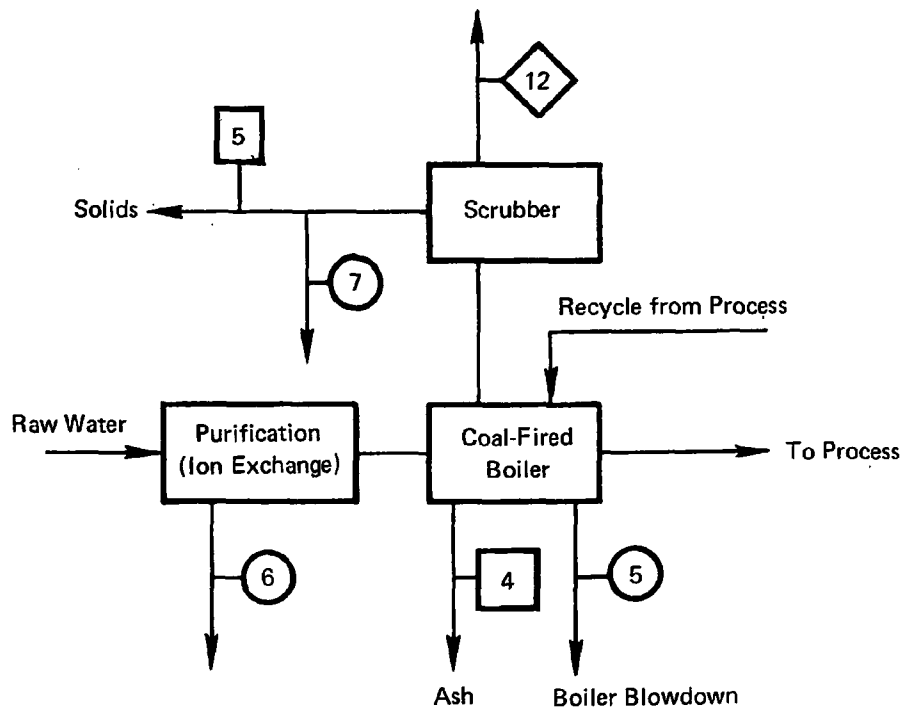 12
5
Solids
Scrubber
7
Recycle from Process
Raw Water
Purification
(Ion Exchange)
Coal-Fired
Boiler
To Process
6
4
5
Ash
Boiler Blowdown